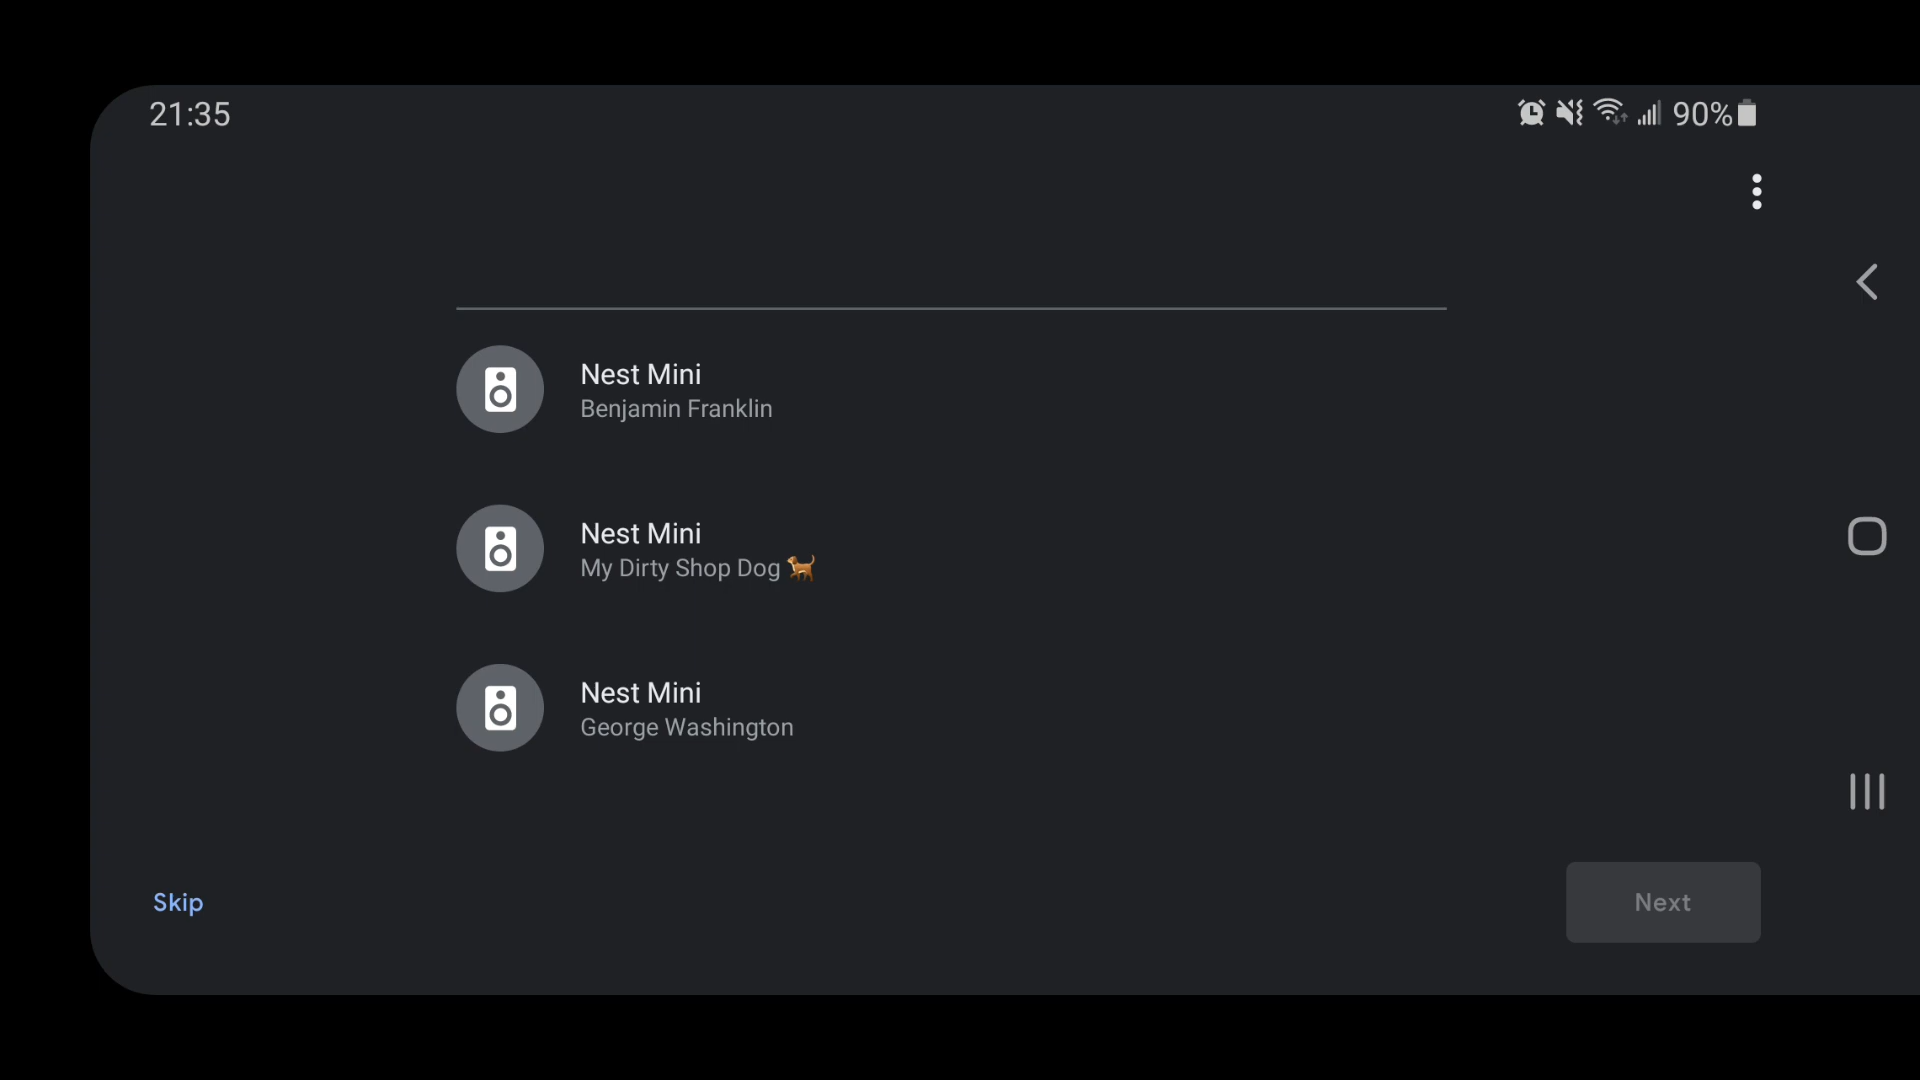 21:35
90%
Nest Mini
Benjamin Franklin
Nest Mini
My Dirty Shop Dog 🐕
Nest Mini
George Washington
Skip
Next